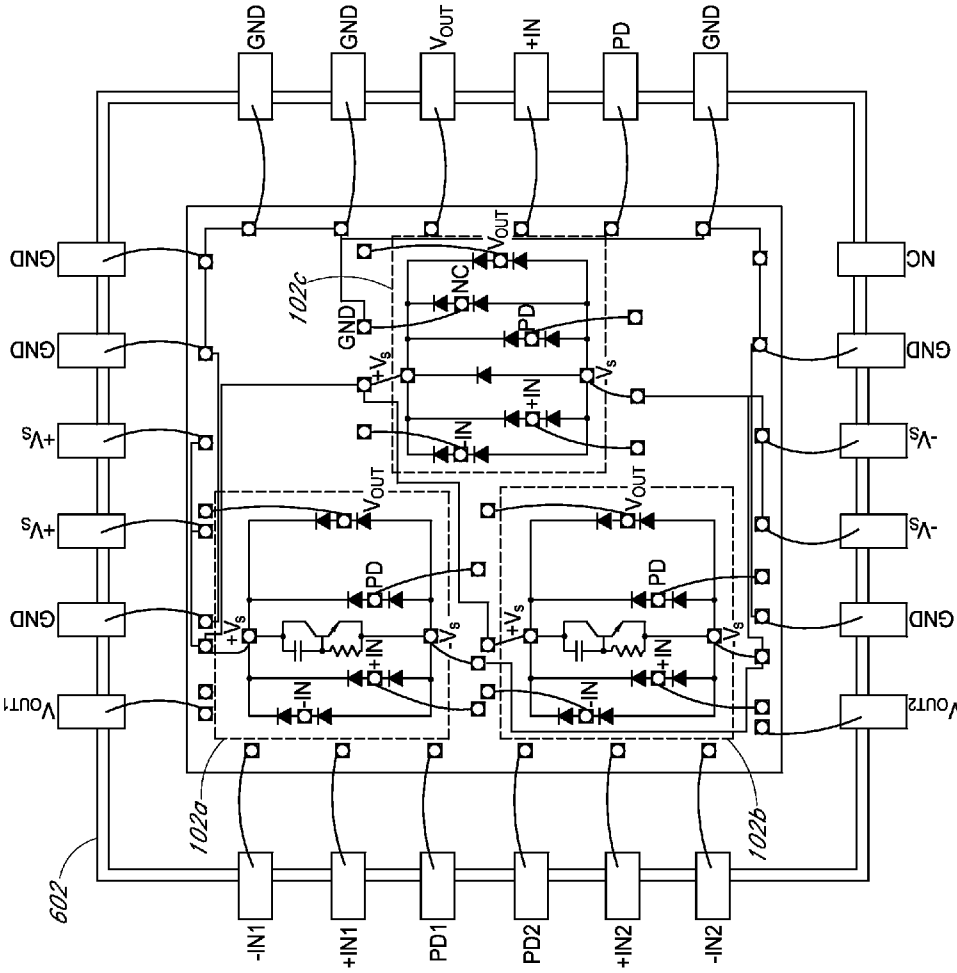 GND
GND
VOUT
+IN
PD
GND
GND
GND
+VS
+VS
GND
VOUT1
NC
GND
-VS
-VS
GND
VOUT2
102c
VOUT
NC
GND
PD
+VS
-VS
+IN
-IN
VOUT
PD
+VS
-VS
+IN
-IN
VOUT
PD
+VS
-VS
+IN
-IN
102a
102b
602
-IN1
+IN1
PD1
PD2
+IN2
-IN2